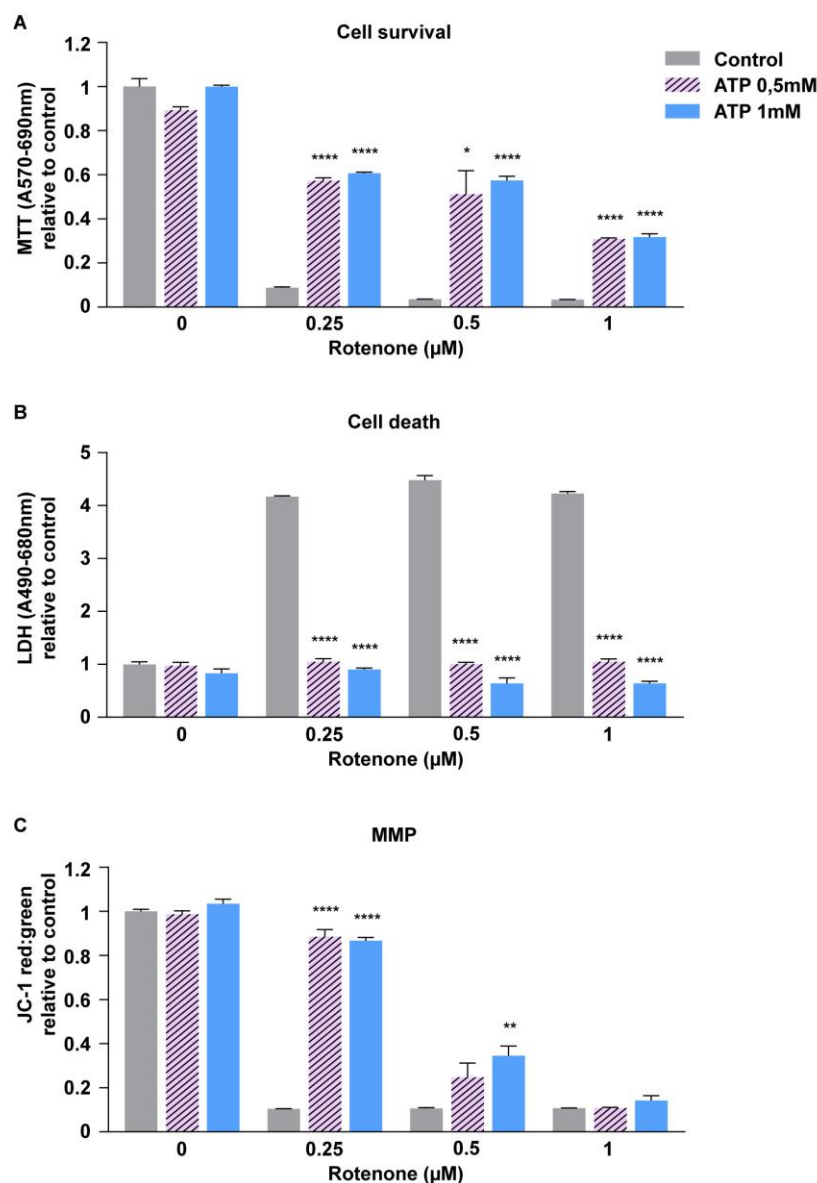 A
Cell survival
Control
ATP 0,5mM
ATP 1mM
MTT (A570-690nm)
relative to control
1.2
1
0.8
0.6
0.4
0.2
0
**** ****
* ****
**** ****
0 0.25 0.5 1
Rotenone (µM)
B
Cell death
LDH (A490-680nm)
relative to control
5
4
3
2
1
0
**** ****
**** ****
**** ****
0 0.25 0.5 1
Rotenone (µM)
C
MMP
JC-1 red:green
relative to control
1.2
1
0.8
0.6
0.4
0.2
0
**** ****
**
0 0.25 0.5 1
Rotenone (µM)